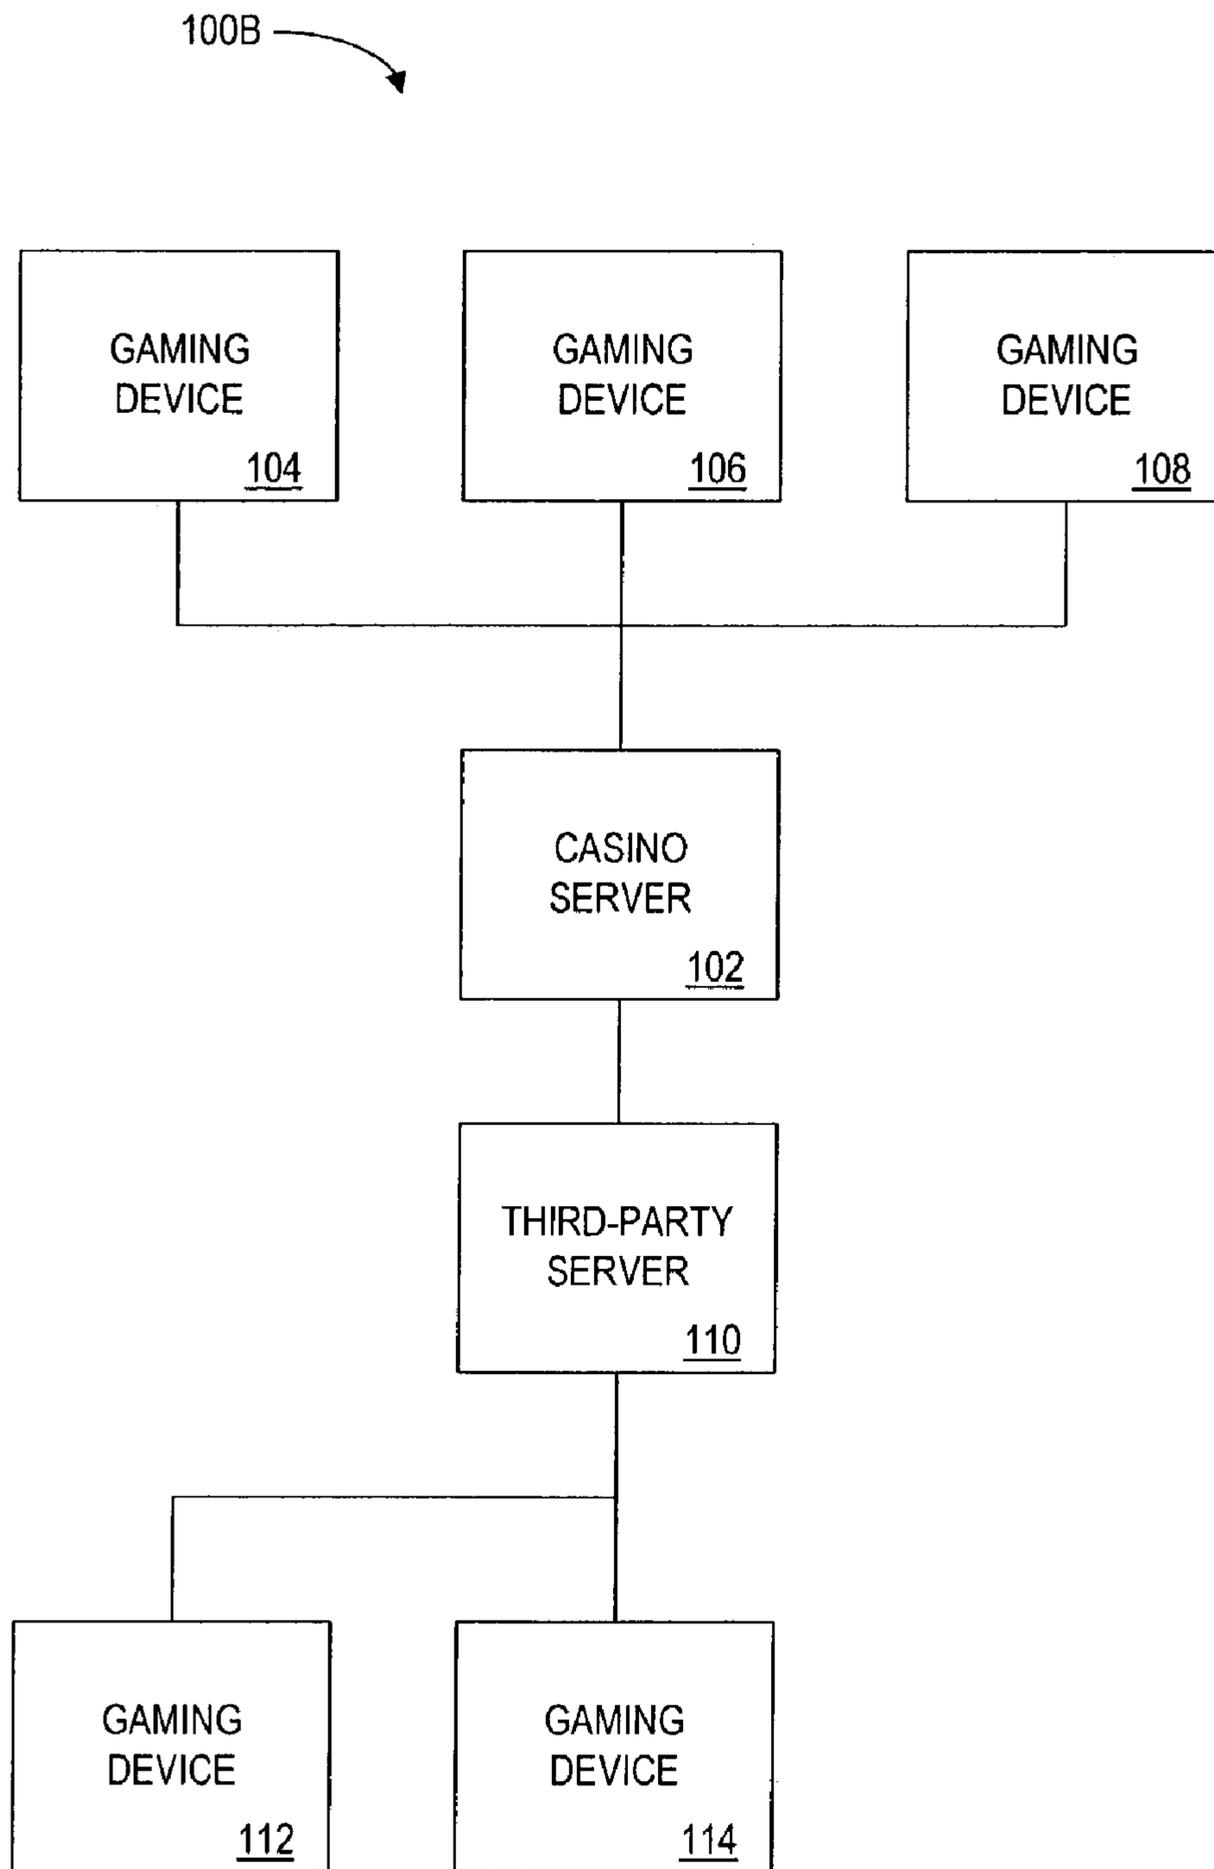 100B
GAMING
DEVICE
104
GAMING
DEVICE
106
GAMING
DEVICE
108
CASINO
SERVER
102
THIRD-PARTY
SERVER
110
GAMING
DEVICE
112
GAMING
DEVICE
114